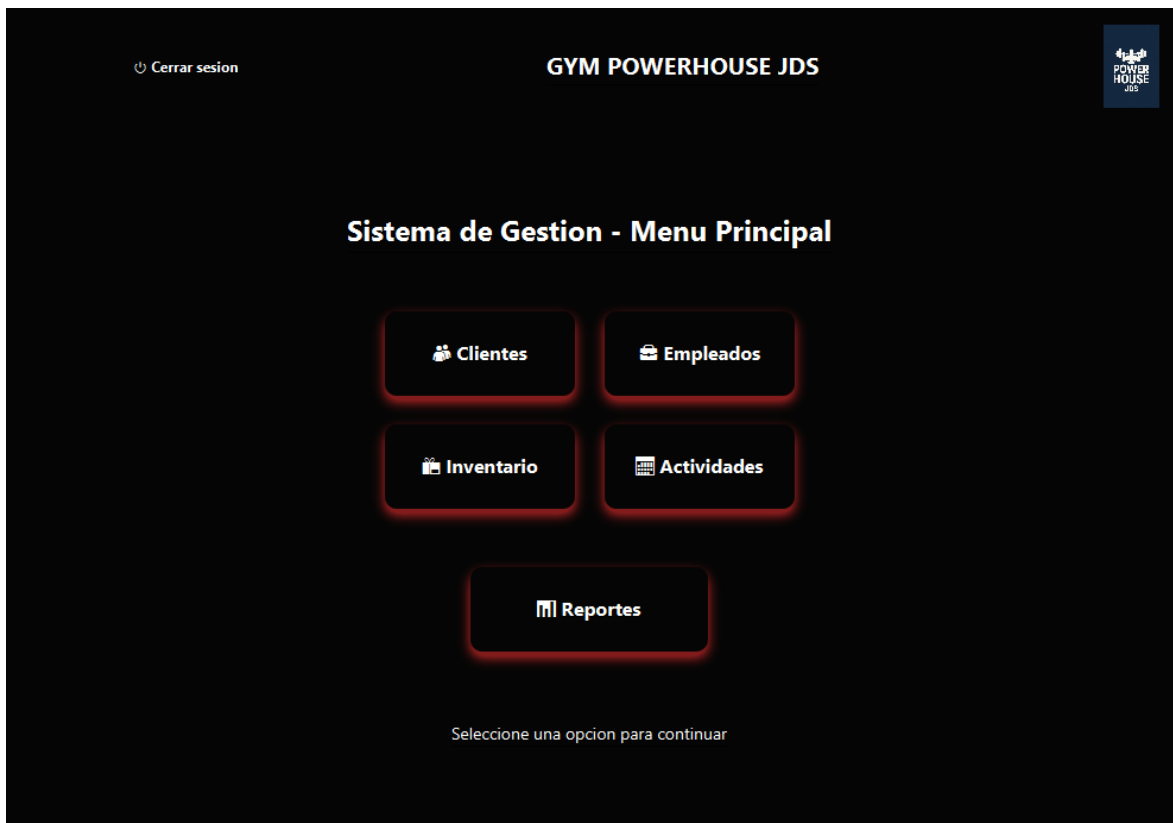 Cerrar sesion
GYM POWERHOUSE JDS
POWER
HOUSE
JDS
Sistema de Gestion - Menu Principal
Clientes
Empleados
Inventario
Actividades
Reportes
Seleccione una opcion para continuar